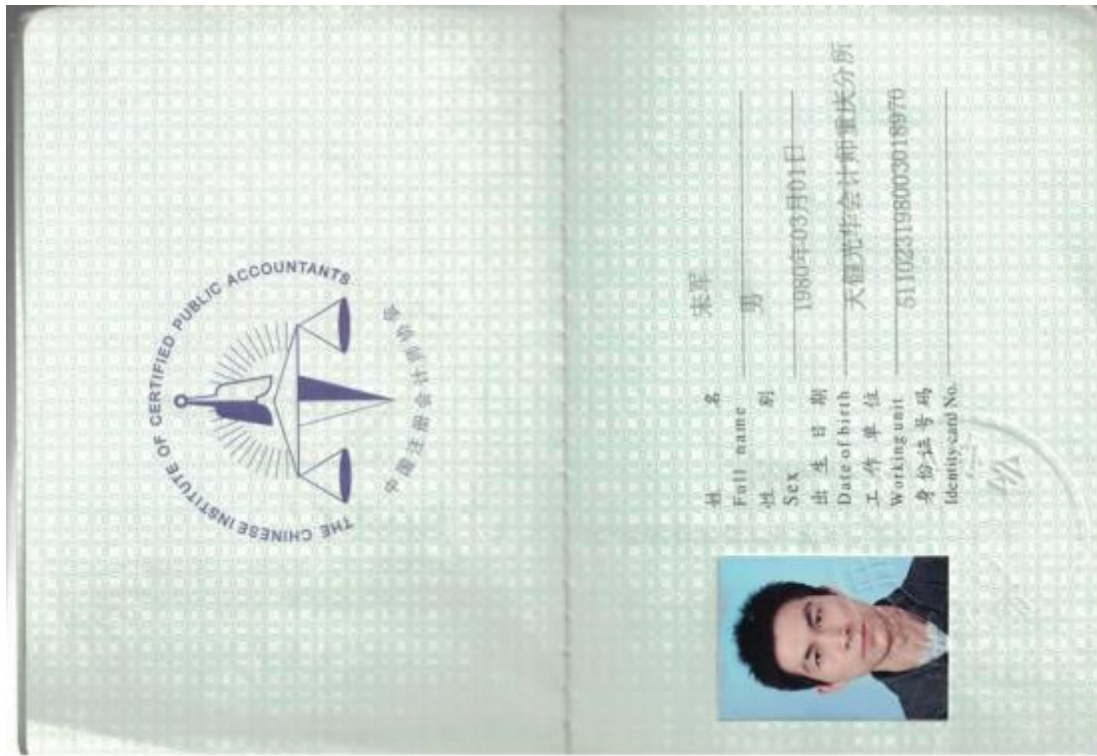 THE CHINESE INSTITUTE OF CERTIFIED PUBLIC ACCOUNTANTS
中国注册会计师协会
姓 名 宋军
Full name
性 别 男
Sex
出 生 日 期 1980年03月01日
Date of birth
工 作 单 位 天健光华会计师重庆分所
Working unit
身份证号码 511023198003018970
Identity card No.